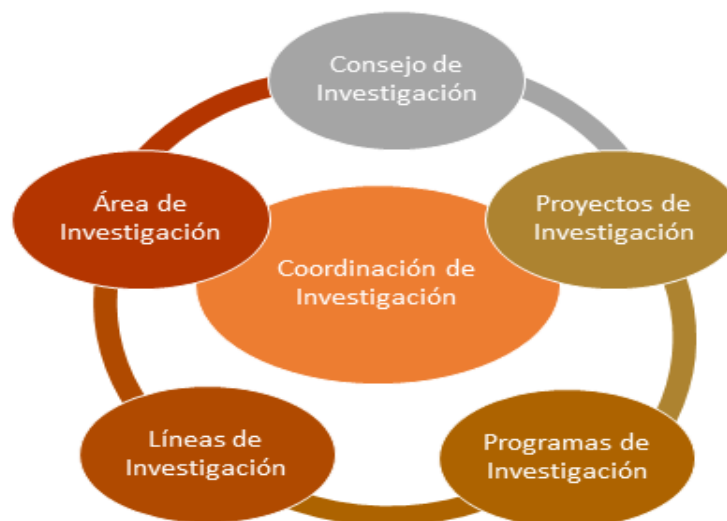 Consejo de
Investigación
Área de
Investigación
Proyectos de
Investigación
Coordinación de
Investigación
Líneas de
Investigación
Programas de
Investigación